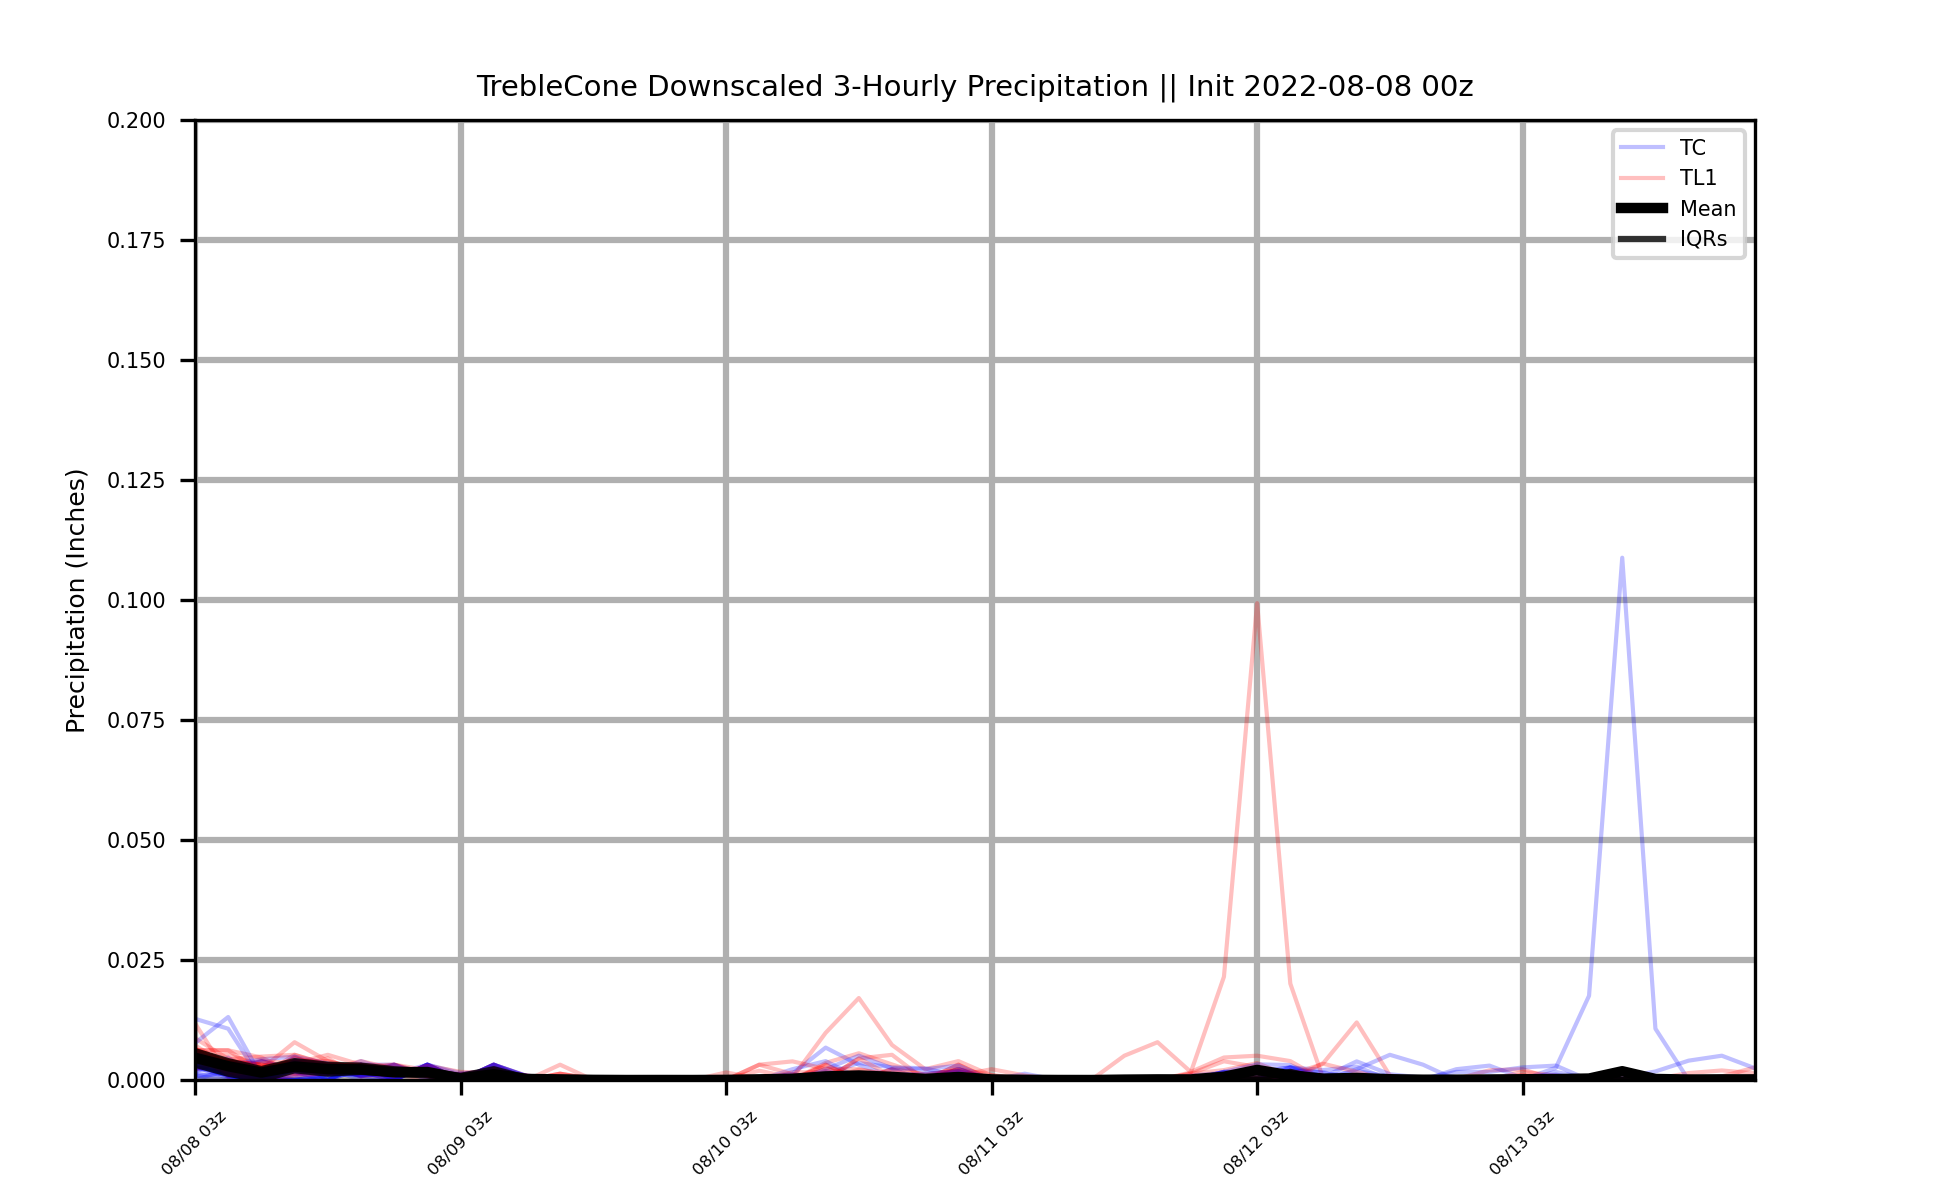 TrebleCone Downscaled 3-Hourly Precipitation || Init 2022-08-08 00z
0.200
0.175
0.150
0.125
0.100
0.075
0.050
0.025
0.000
Precipitation (Inches)
TC
TL1
Mean
IQRs
08/08 03z
08/09 03z
08/10 03z
08/11 03z
08/12 03z
08/13 03z